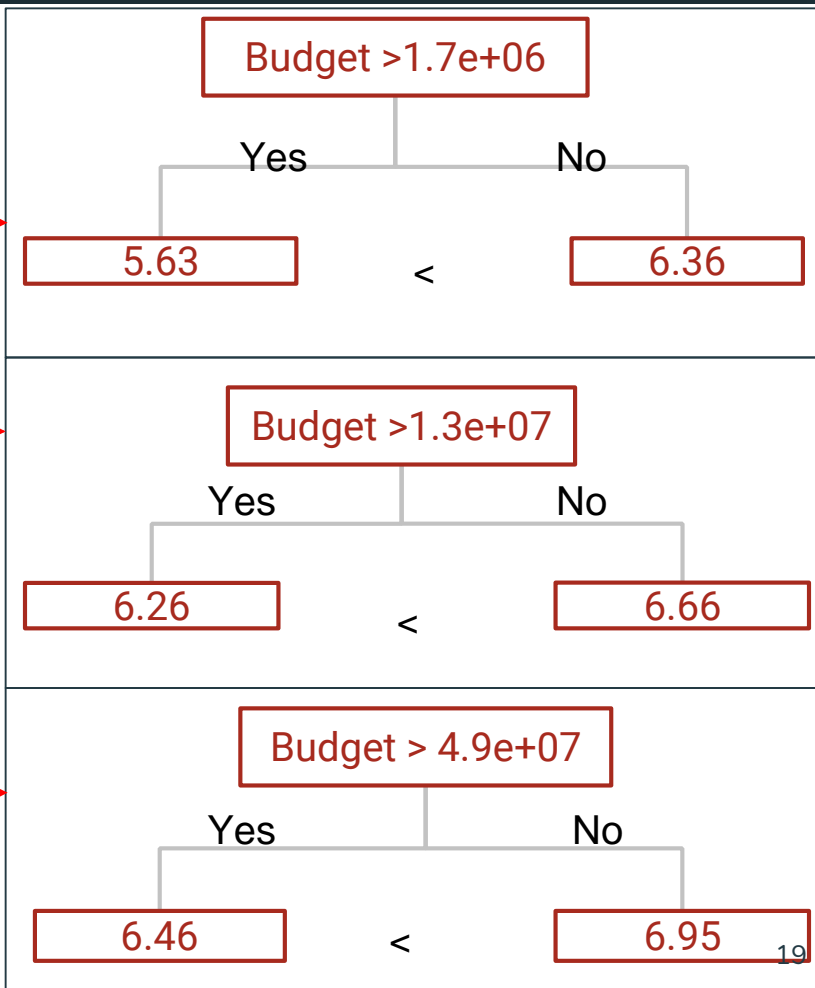 Budget >1.7e+06
Yes No
5.63 < 6.36
Budget >1.3e+07
Yes No
6.26 < 6.66
Budget > 4.9e+07
Yes No
6.46 < 6.95
19